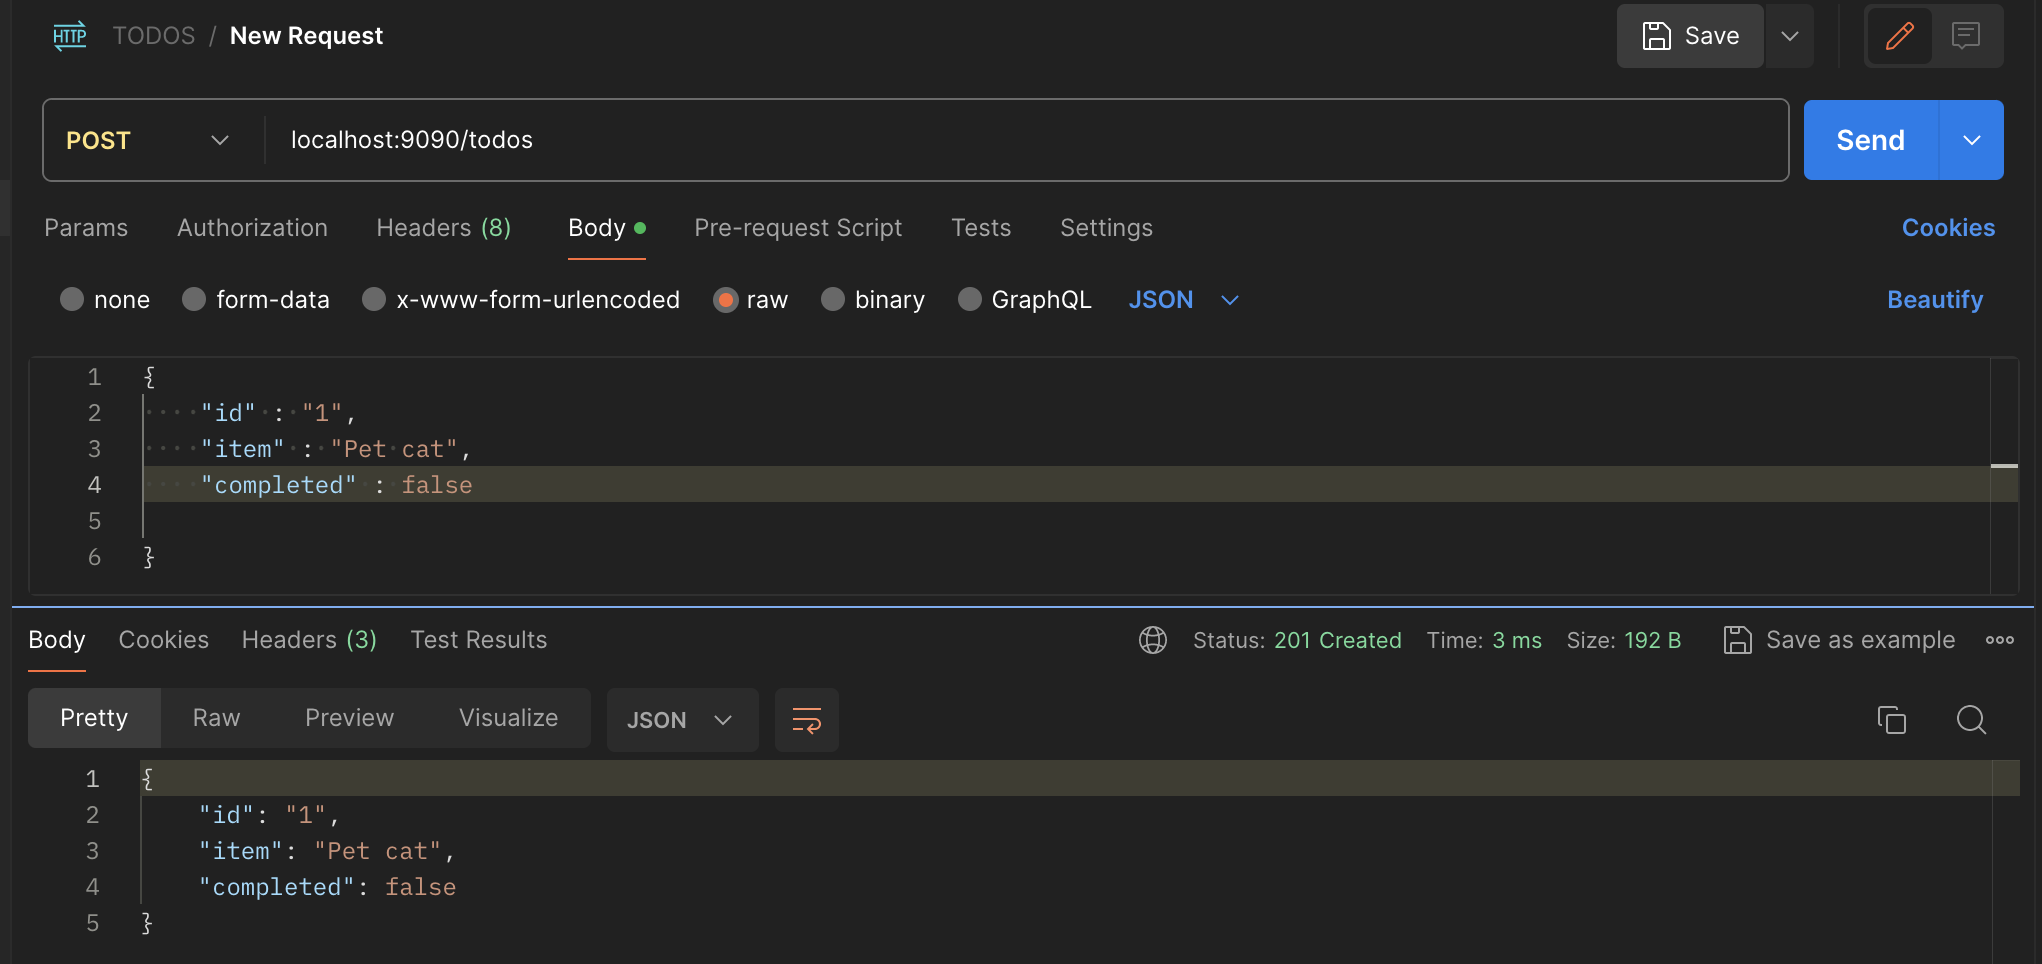 HTTP TODOS / New Request Save
POST localhost:9090/todos Send
Params Authorization Headers (8) Body Pre-request Script Tests Settings Cookies
none form-data x-www-form-urlencoded raw binary GraphQL JSON Beautify
1 {
2 ····"id"·:·"1",
3 ····"item"·:·"Pet·cat",
4 ····"completed"·:·false
5
6 }
Body Cookies Headers (3) Test Results Status: 201 Created Time: 3 ms Size: 192 B Save as example
Pretty Raw Preview Visualize JSON
1 {
2 "id": "1",
3 "item": "Pet cat",
4 "completed": false
5 }